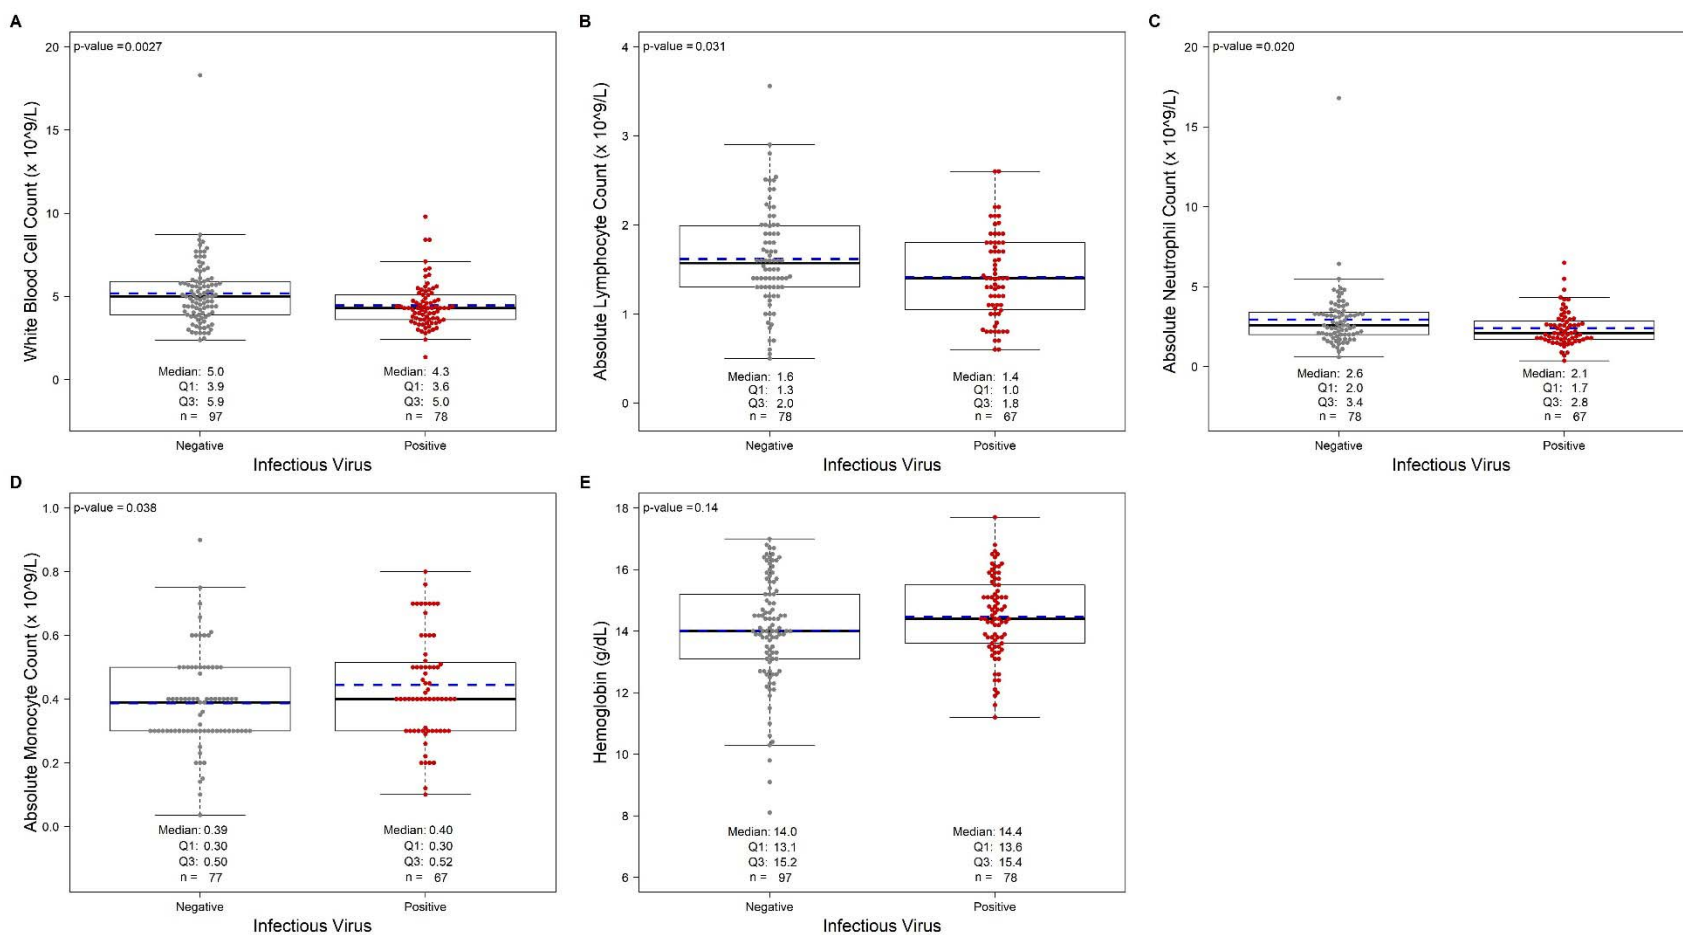 A
p-value =0.0027
White Blood Cell Count (x 10^9/L)
20
15
10
5
0
Median: 5.0
Q1: 3.9
Q3: 5.9
n = 97
Median: 4.3
Q1: 3.6
Q3: 5.0
n = 78
Negative
Positive
Infectious Virus
B
p-value =0.031
Absolute Lymphocyte Count (x 10^9/L)
4
3
2
1
0
Median: 1.6
Q1: 1.3
Q3: 2.0
n = 78
Median: 1.4
Q1: 1.0
Q3: 1.8
n = 67
Negative
Positive
Infectious Virus
C
p-value =0.020
Absolute Neutrophil Count (x 10^9/L)
20
15
10
5
0
Median: 2.6
Q1: 2.0
Q3: 3.4
n = 78
Median: 2.1
Q1: 1.7
Q3: 2.8
n = 67
Negative
Positive
Infectious Virus
D
p-value =0.038
Absolute Monocyte Count (x 10^9/L)
1.0
0.8
0.6
0.4
0.2
0.0
Median: 0.39
Q1: 0.30
Q3: 0.50
n = 77
Median: 0.40
Q1: 0.30
Q3: 0.52
n = 67
Negative
Positive
Infectious Virus
E
p-value =0.14
Hemoglobin (g/dL)
18
16
14
12
10
8
6
Median: 14.0
Q1: 13.1
Q3: 15.2
n = 97
Median: 14.4
Q1: 13.6
Q3: 15.4
n = 78
Negative
Positive
Infectious Virus